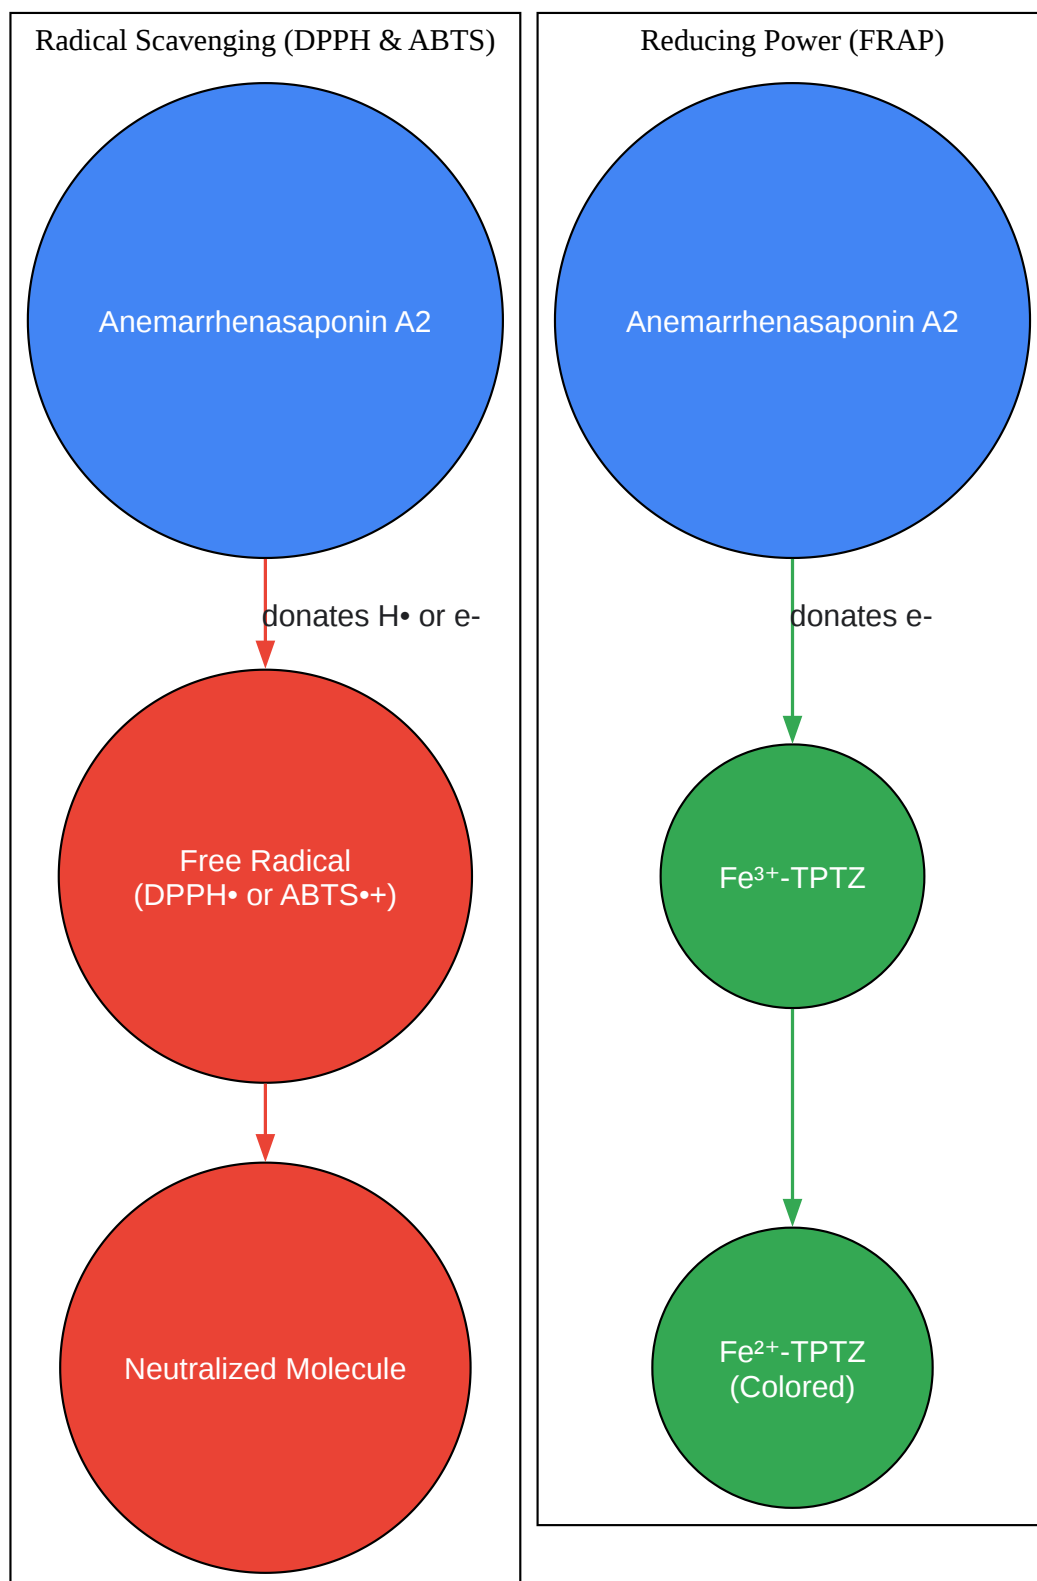 Radical Scavenging (DPPH & ABTS)
Anemarrhenasaponin A2
donates H• or e-
Free Radical
(DPPH• or ABTS•+)
Neutralized Molecule
Reducing Power (FRAP)
Anemarrhenasaponin A2
donates e-
Fe³⁺-TPTZ
Fe²⁺-TPTZ
(Colored)